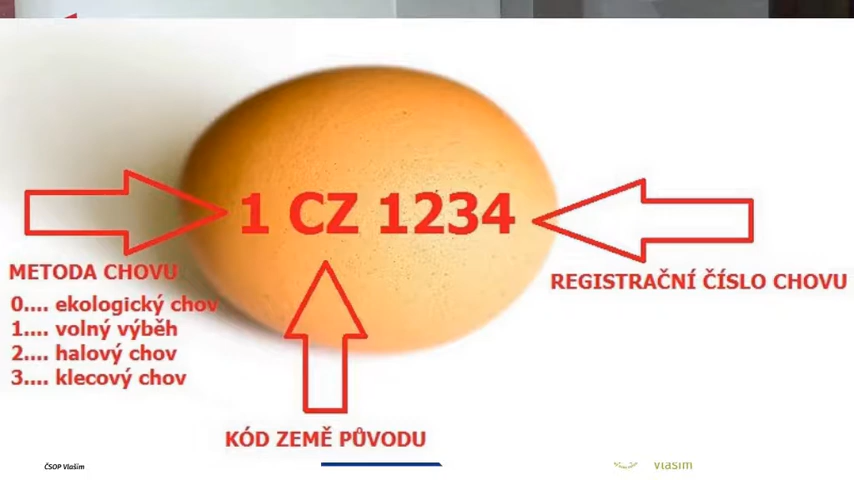 1 CZ 1234
METODA CHOVU
0.... ekologický chov
1.... volný výběh
2.... halový chov
3.... klecový chov
REGISTRAČNÍ ČÍSLO CHOVU
KÓD ZEMĚ PŮVODU
ČSOP Vlašim
Vlašim